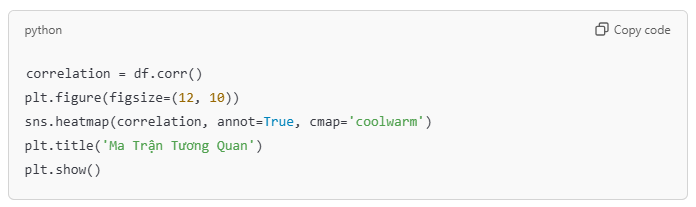 python
Copy code
correlation = df.corr()
plt.figure(figsize=(12, 10))
sns.heatmap(correlation, annot=True, cmap='coolwarm')
plt.title('Ma Trận Tương Quan')
plt.show()